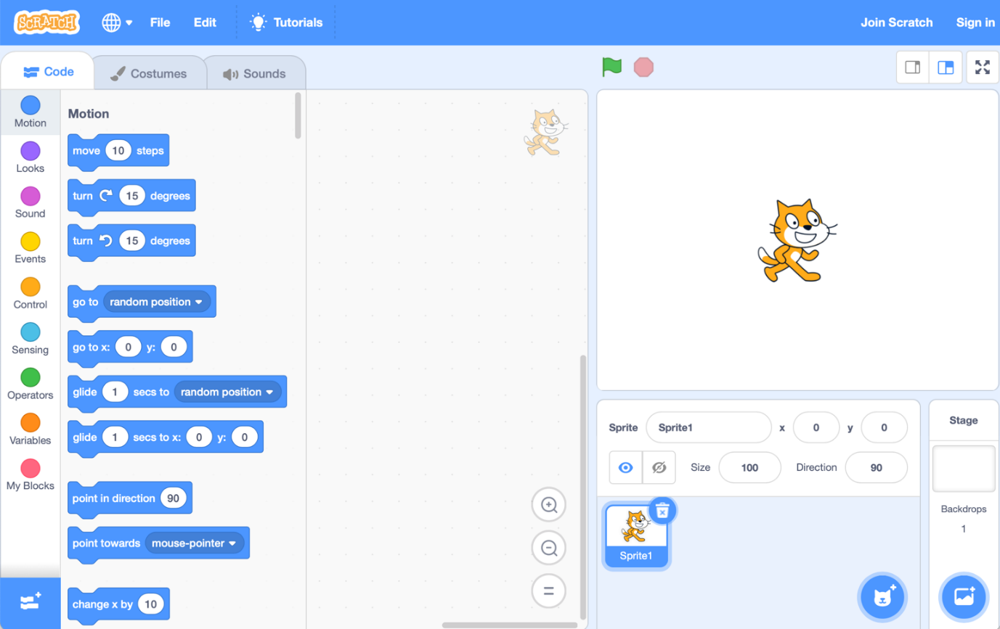 SCRATCH File Edit Tutorials Join Scratch Sign in
Code Costumes Sounds
Motion
Looks
Sound
Events
Control
Sensing
Operators
Variables
My Blocks
Motion
move 10 steps
turn 15 degrees
turn 15 degrees
go to random position
go to x: 0 y: 0
glide 1 secs to random position
glide 1 secs to x: 0 y: 0
point in direction 90
point towards mouse-pointer
change x by 10
Sprite Sprite1 x 0 y 0
Size 100 Direction 90
Sprite1
Stage
Backdrops
1